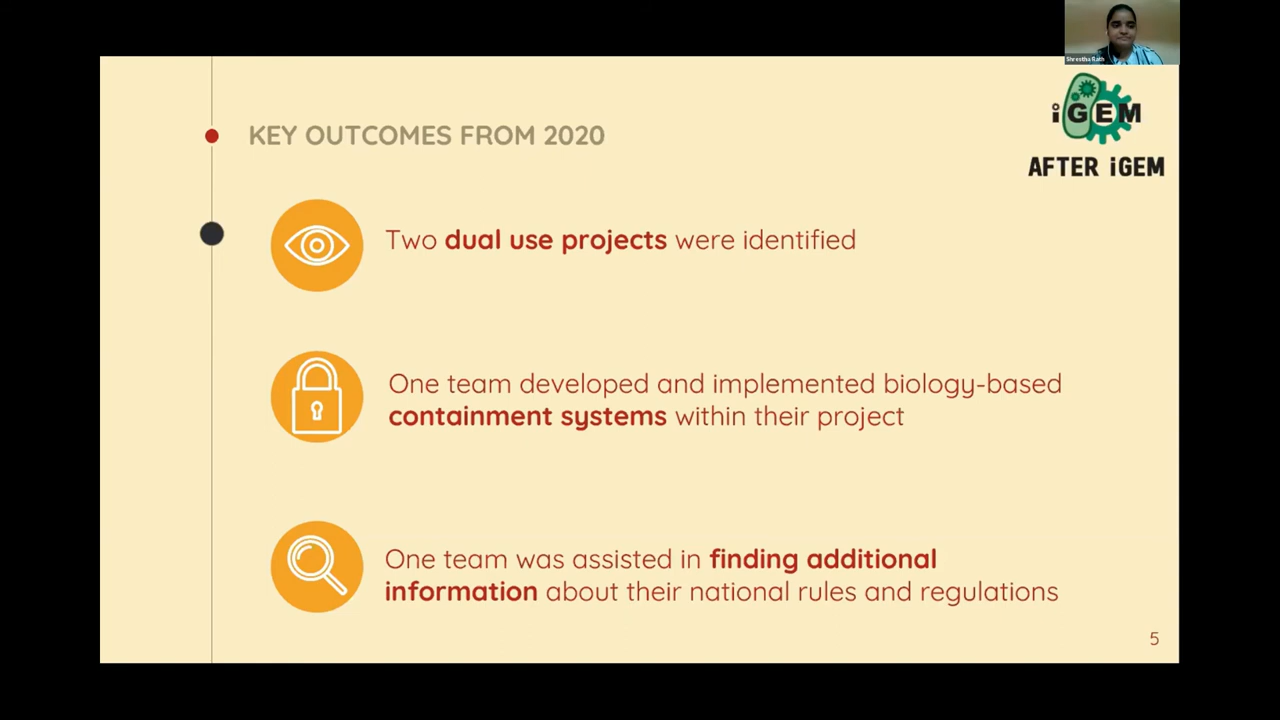 Shrestha Rath
iGEM
AFTER iGEM
KEY OUTCOMES FROM 2020
Two dual use projects were identified
One team developed and implemented biology-based
containment systems within their project
One team was assisted in finding additional
information about their national rules and regulations
5